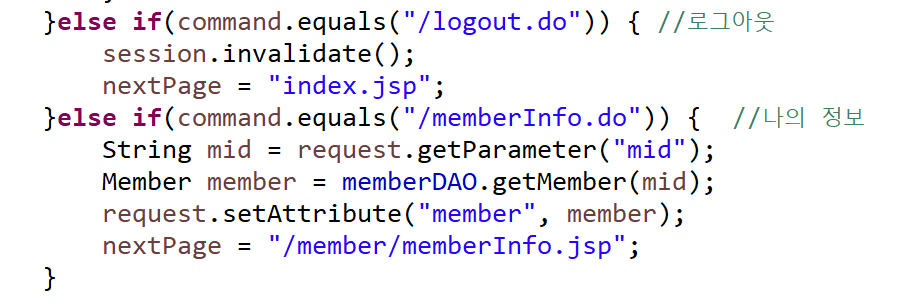 }else if(command.equals("/logout.do")) { //로그아웃
    session.invalidate();
    nextPage = "index.jsp";
}else if(command.equals("/memberInfo.do")) {  //나의 정보
    String mid = request.getParameter("mid");
    Member member = memberDAO.getMember(mid);
    request.setAttribute("member", member);
    nextPage = "/member/memberInfo.jsp";
}